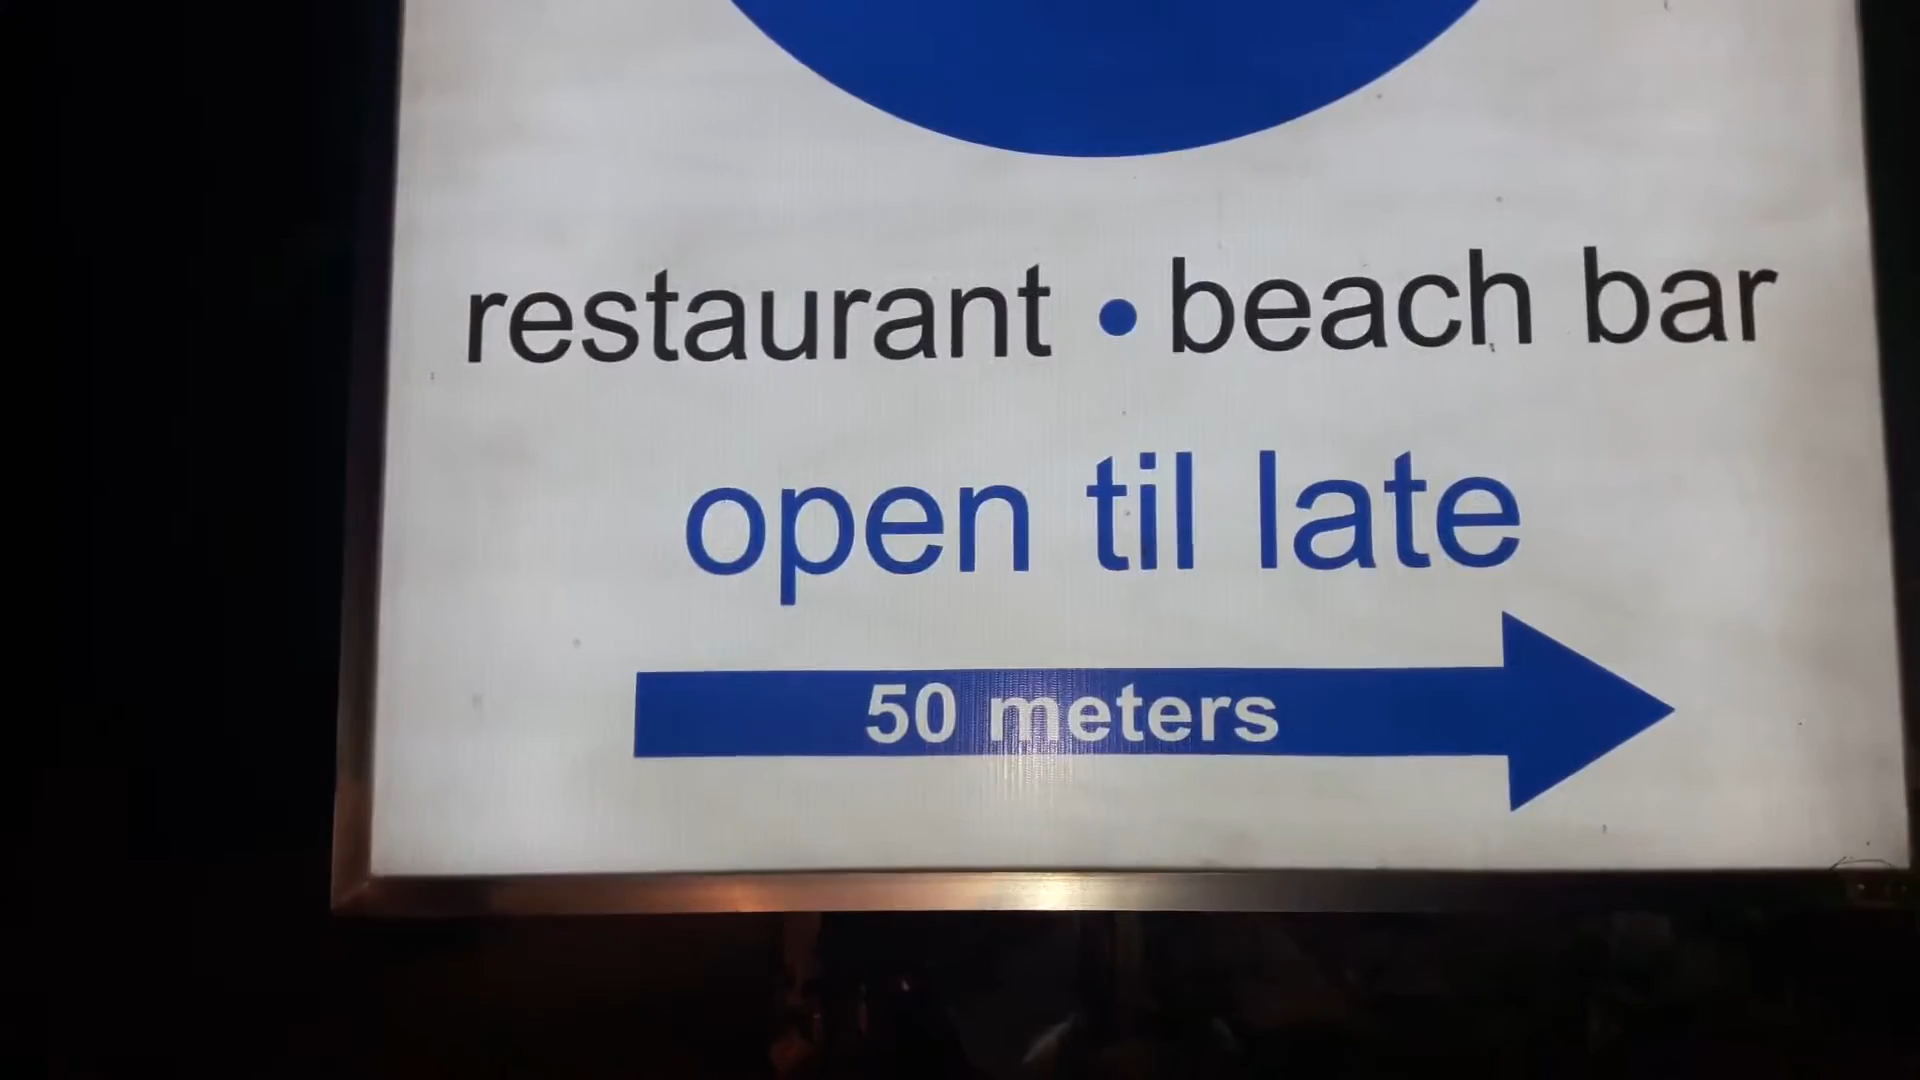 restaurant • beach bar
open til late
50 meters